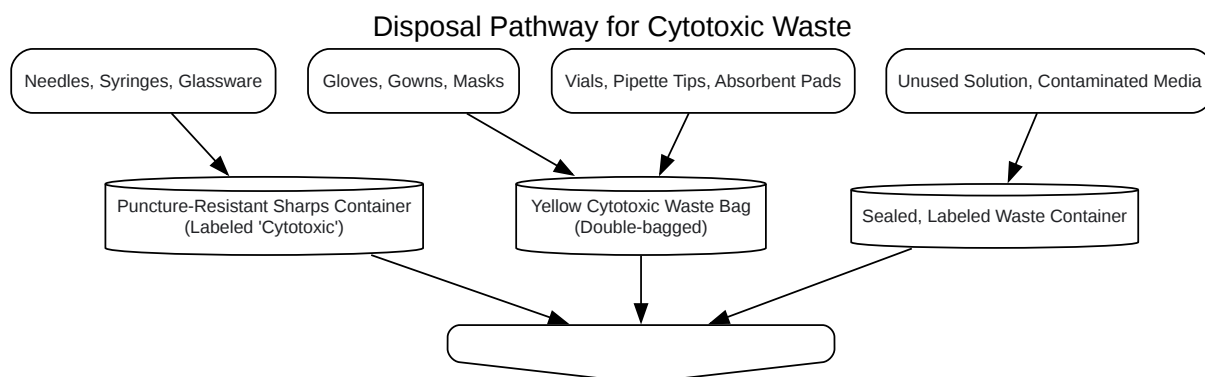 Disposal Pathway for Cytotoxic Waste
Needles, Syringes, Glassware
Gloves, Gowns, Masks
Vials, Pipette Tips, Absorbent Pads
Unused Solution, Contaminated Media
Puncture-Resistant Sharps Container
(Labeled 'Cytotoxic')
Yellow Cytotoxic Waste Bag
(Double-bagged)
Sealed, Labeled Waste Container